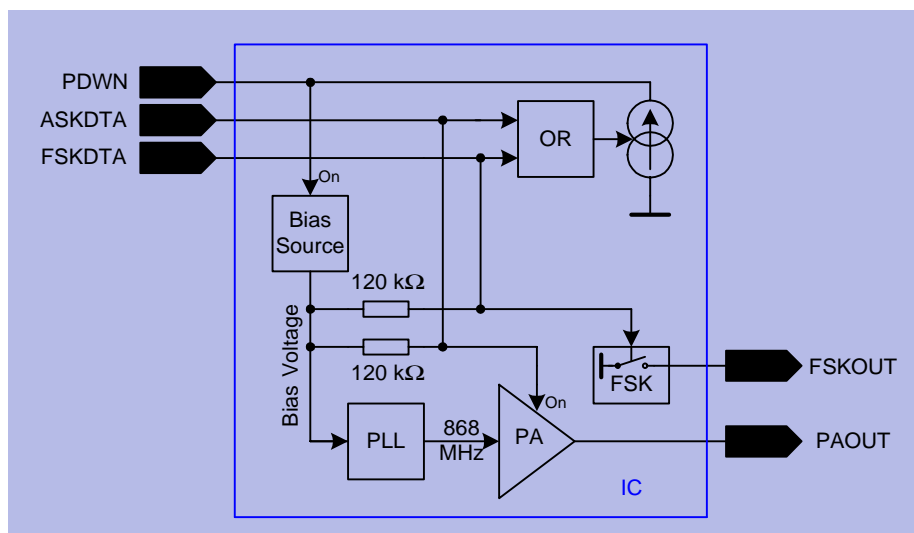 PDWN
ASKDTA
FSKDTA
On
OR
Bias
Source
120 kΩ
Bias Voltage
120 kΩ
FSK
FSKOUT
On
PLL
868
MHz
PA
PAOUT
IC